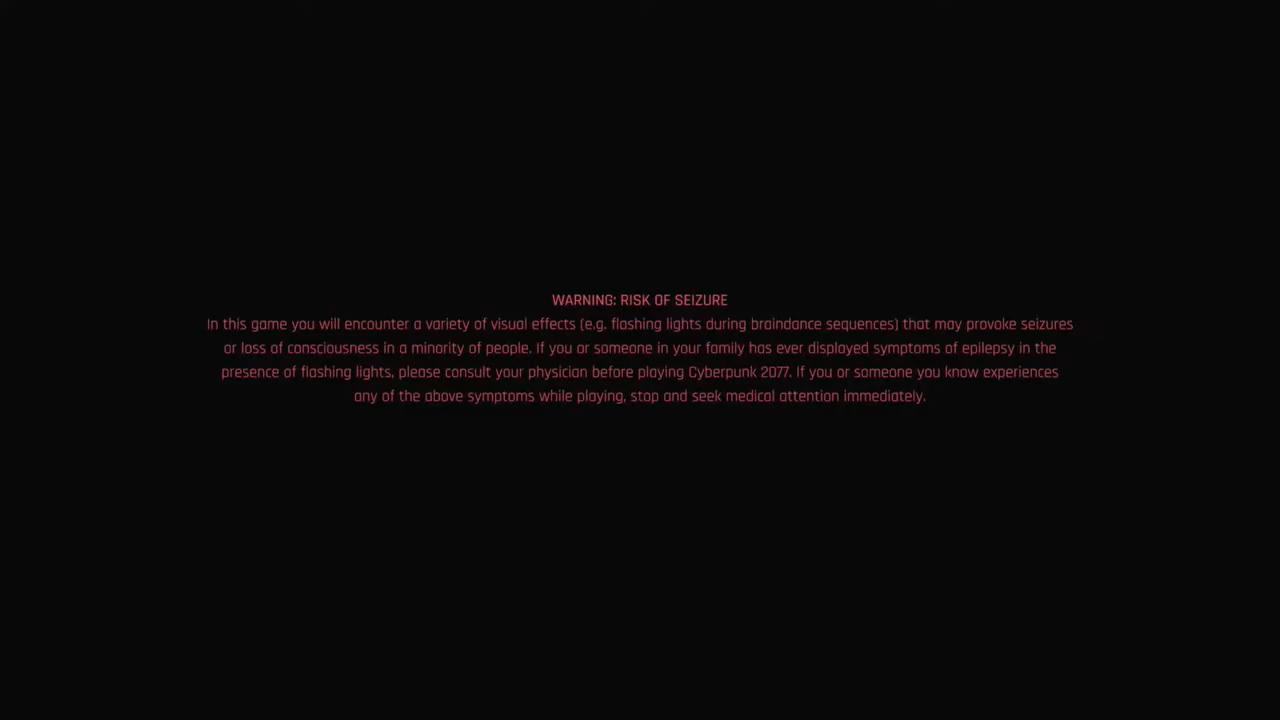 WARNING: RISK OF SEIZURE
In this game you will encounter a variety of visual effects (e.g. flashing lights during braindance sequences) that may provoke seizures
or loss of consciousness in a minority of people. If you or someone in your family has ever displayed symptoms of epilepsy in the
presence of flashing lights, please consult your physician before playing Cyberpunk 2077. If you or someone you know experiences
any of the above symptoms while playing, stop and seek medical attention immediately.